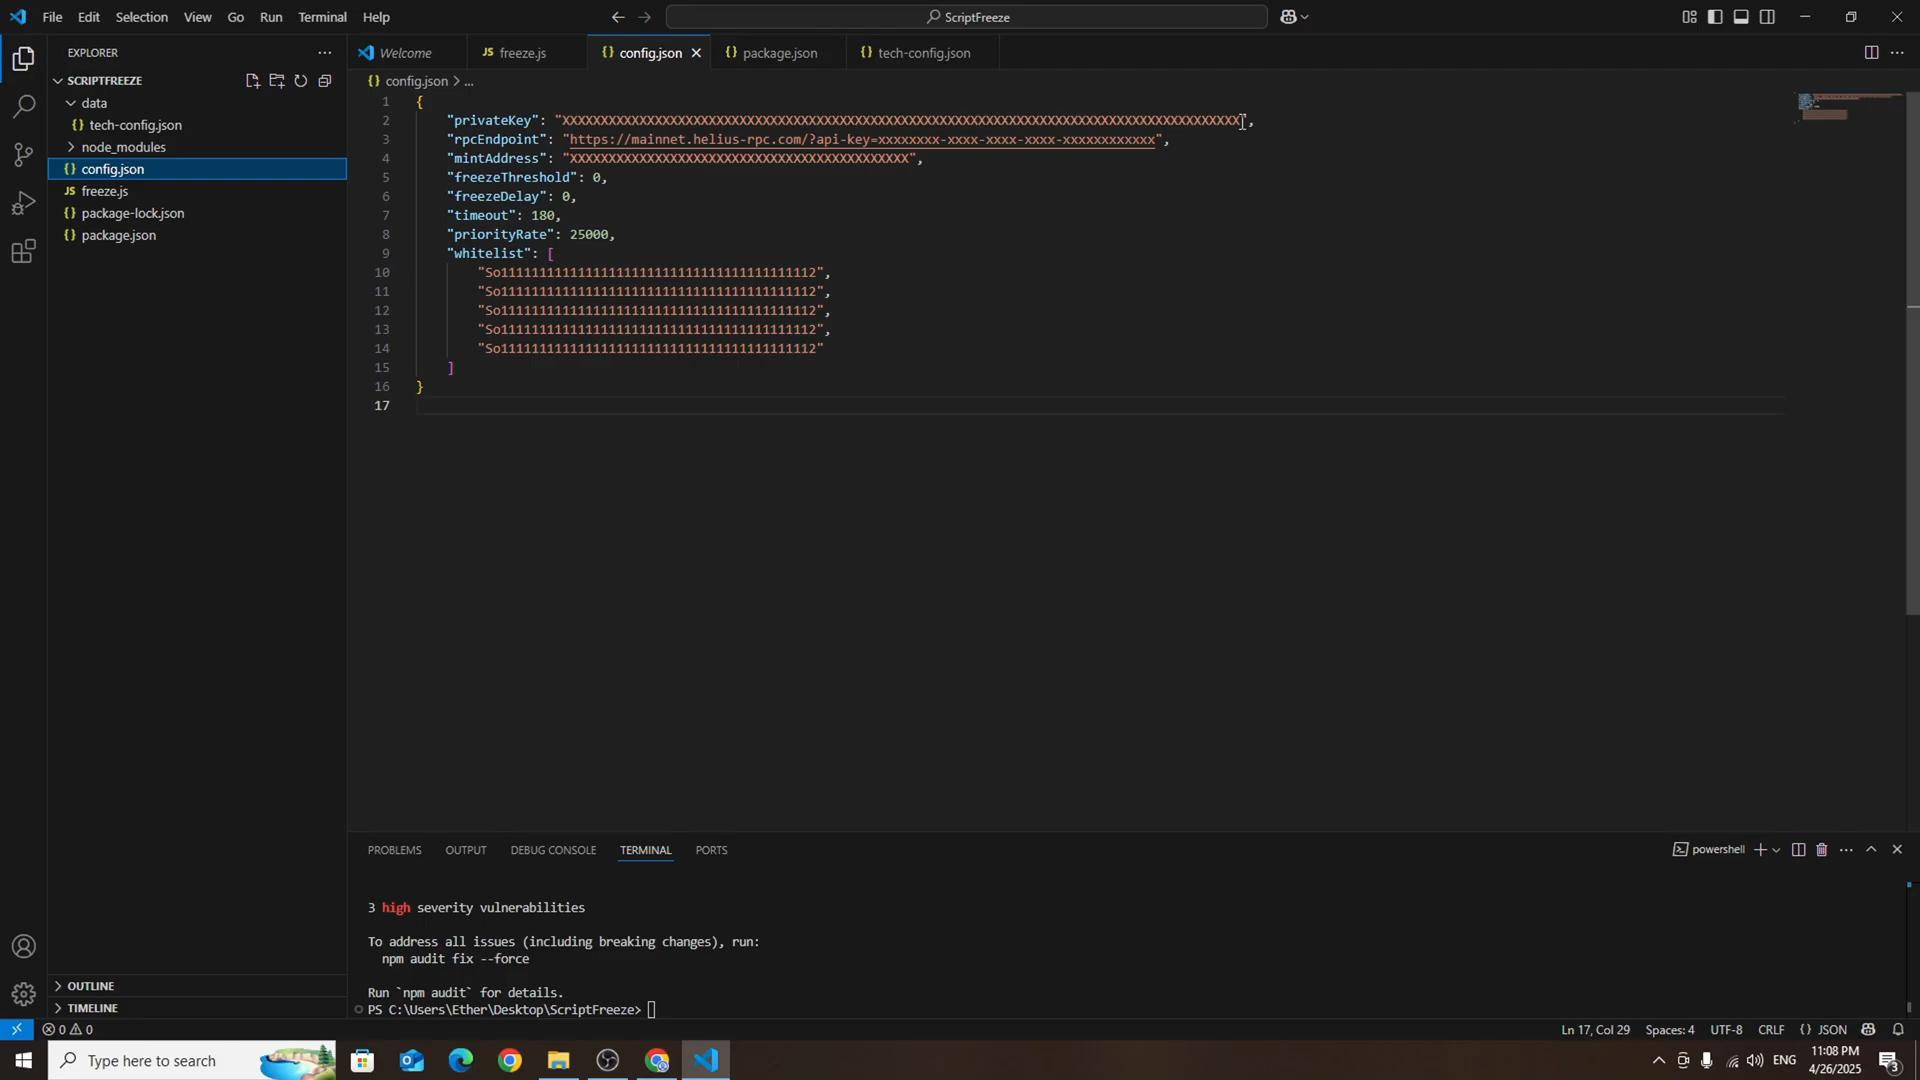 File Edit Selection View Go Run Terminal Help
ScriptFreeze
EXPLORER
Welcome
JS freeze.js
{} config.json
{} package.json
{} tech-config.json
SCRIPTFREEZE
data
{} tech-config.json
node_modules
{} config.json
JS freeze.js
{} package-lock.json
{} package.json
OUTLINE
TIMELINE
{} config.json > ...
1 {
2 "privateKey": "XXXXXXXXXXXXXXXXXXXXXXXXXXXXXXXXXXXXXXXXXXXXXXXXXXXXXXXXXXXXXXXXXXXXXXXXXXXXXXXXXXXXXXXX",
3 "rpcEndpoint": "https://mainnet.helius-rpc.com/?api-key=xxxxxxxx-xxxx-xxxx-xxxx-xxxxxxxxxxxx",
4 "mintAddress": "XXXXXXXXXXXXXXXXXXXXXXXXXXXXXXXXXXXXXXXXXXXX",
5 "freezeThreshold": 0,
6 "freezeDelay": 0,
7 "timeout": 180,
8 "priorityRate": 25000,
9 "whitelist": [
10 "So11111111111111111111111111111111111111112",
11 "So11111111111111111111111111111111111111112",
12 "So11111111111111111111111111111111111111112",
13 "So11111111111111111111111111111111111111112",
14 "So11111111111111111111111111111111111111112"
15 ]
16 }
17
PROBLEMS OUTPUT DEBUG CONSOLE TERMINAL PORTS
powershell
3 high severity vulnerabilities
To address all issues (including breaking changes), run:
npm audit fix --force
Run `npm audit` for details.
PS C:\Users\Ether\Desktop\ScriptFreeze>
0 0
Ln 17, Col 29 Spaces: 4 UTF-8 CRLF {} JSON
Type here to search
ENG
11:08 PM
4/26/2025
3